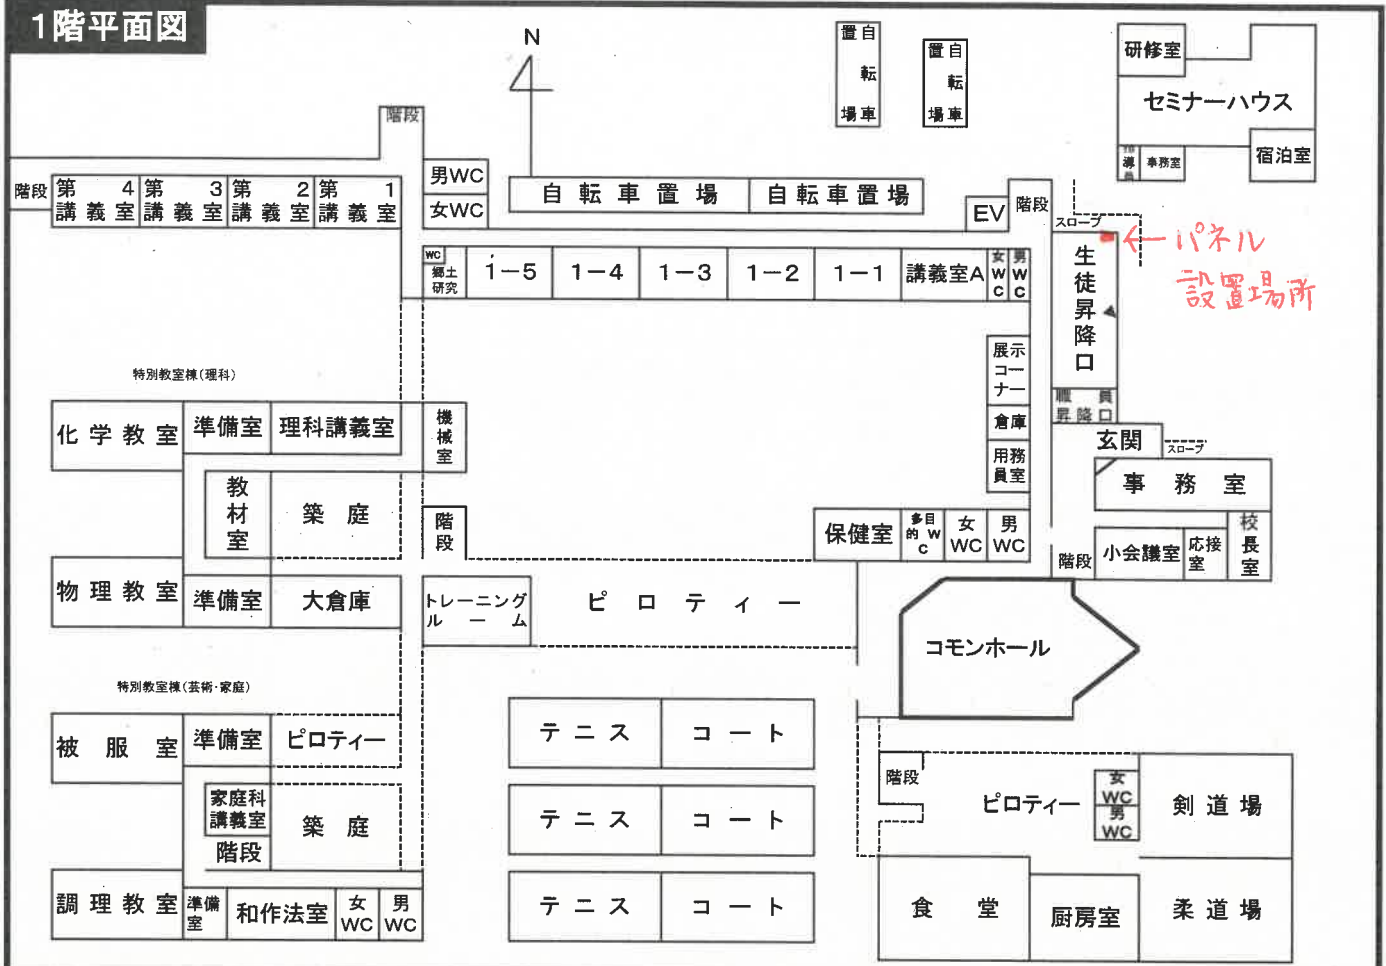 1階平面図
N
自転車置場
自転車置場
研修室
セミナーハウス
指導員
事務室
宿泊室
階段
階段
第4講義室
第3講義室
第2講義室
第1講義室
男WC
女WC
自転車置場
自転車置場
EV
階段
スロープ
←パネル
設置場所
生徒昇降口
WC
郷土
研究
1－5
1－4
1－3
1－2
1－1
講義室A
女WC
男WC
展示
コー
ナー
倉庫
用務
員室
職員
昇降口
玄関
スロープ
事務室
特別教室棟(理科)
化学教室
準備室
理科講義室
機械室
教材室
築庭
階段
保健室
多目
的WC
女
WC
男
WC
階段
小会議室
応接
室
校長室
物理教室
準備室
大倉庫
トレーニング
ルーム
ピロティー
コモンホール
特別教室棟(芸術・家庭)
被服室
準備室
ピロティー
テニスコート
家庭科
講義室
階段
築庭
テニスコート
階段
ピロティー
女
WC
男
WC
剣道場
調理教室
準備
室
和作法室
女
WC
男
WC
テニスコート
食堂
厨房室
柔道場